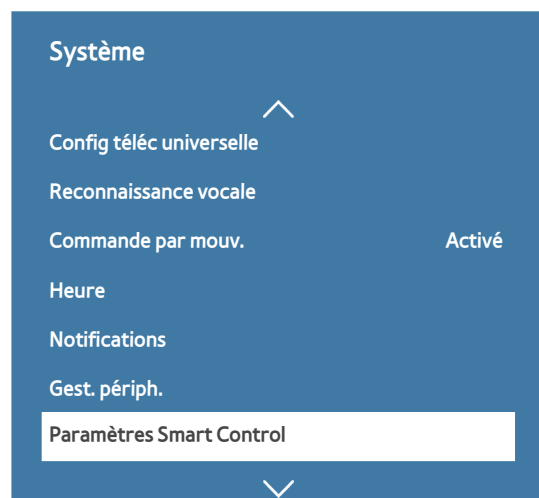 Système
Config téléc universelle
Reconnaissance vocale
Commande par mouv. Activé
Heure
Notifications
Gest. périph.
Paramètres Smart Control